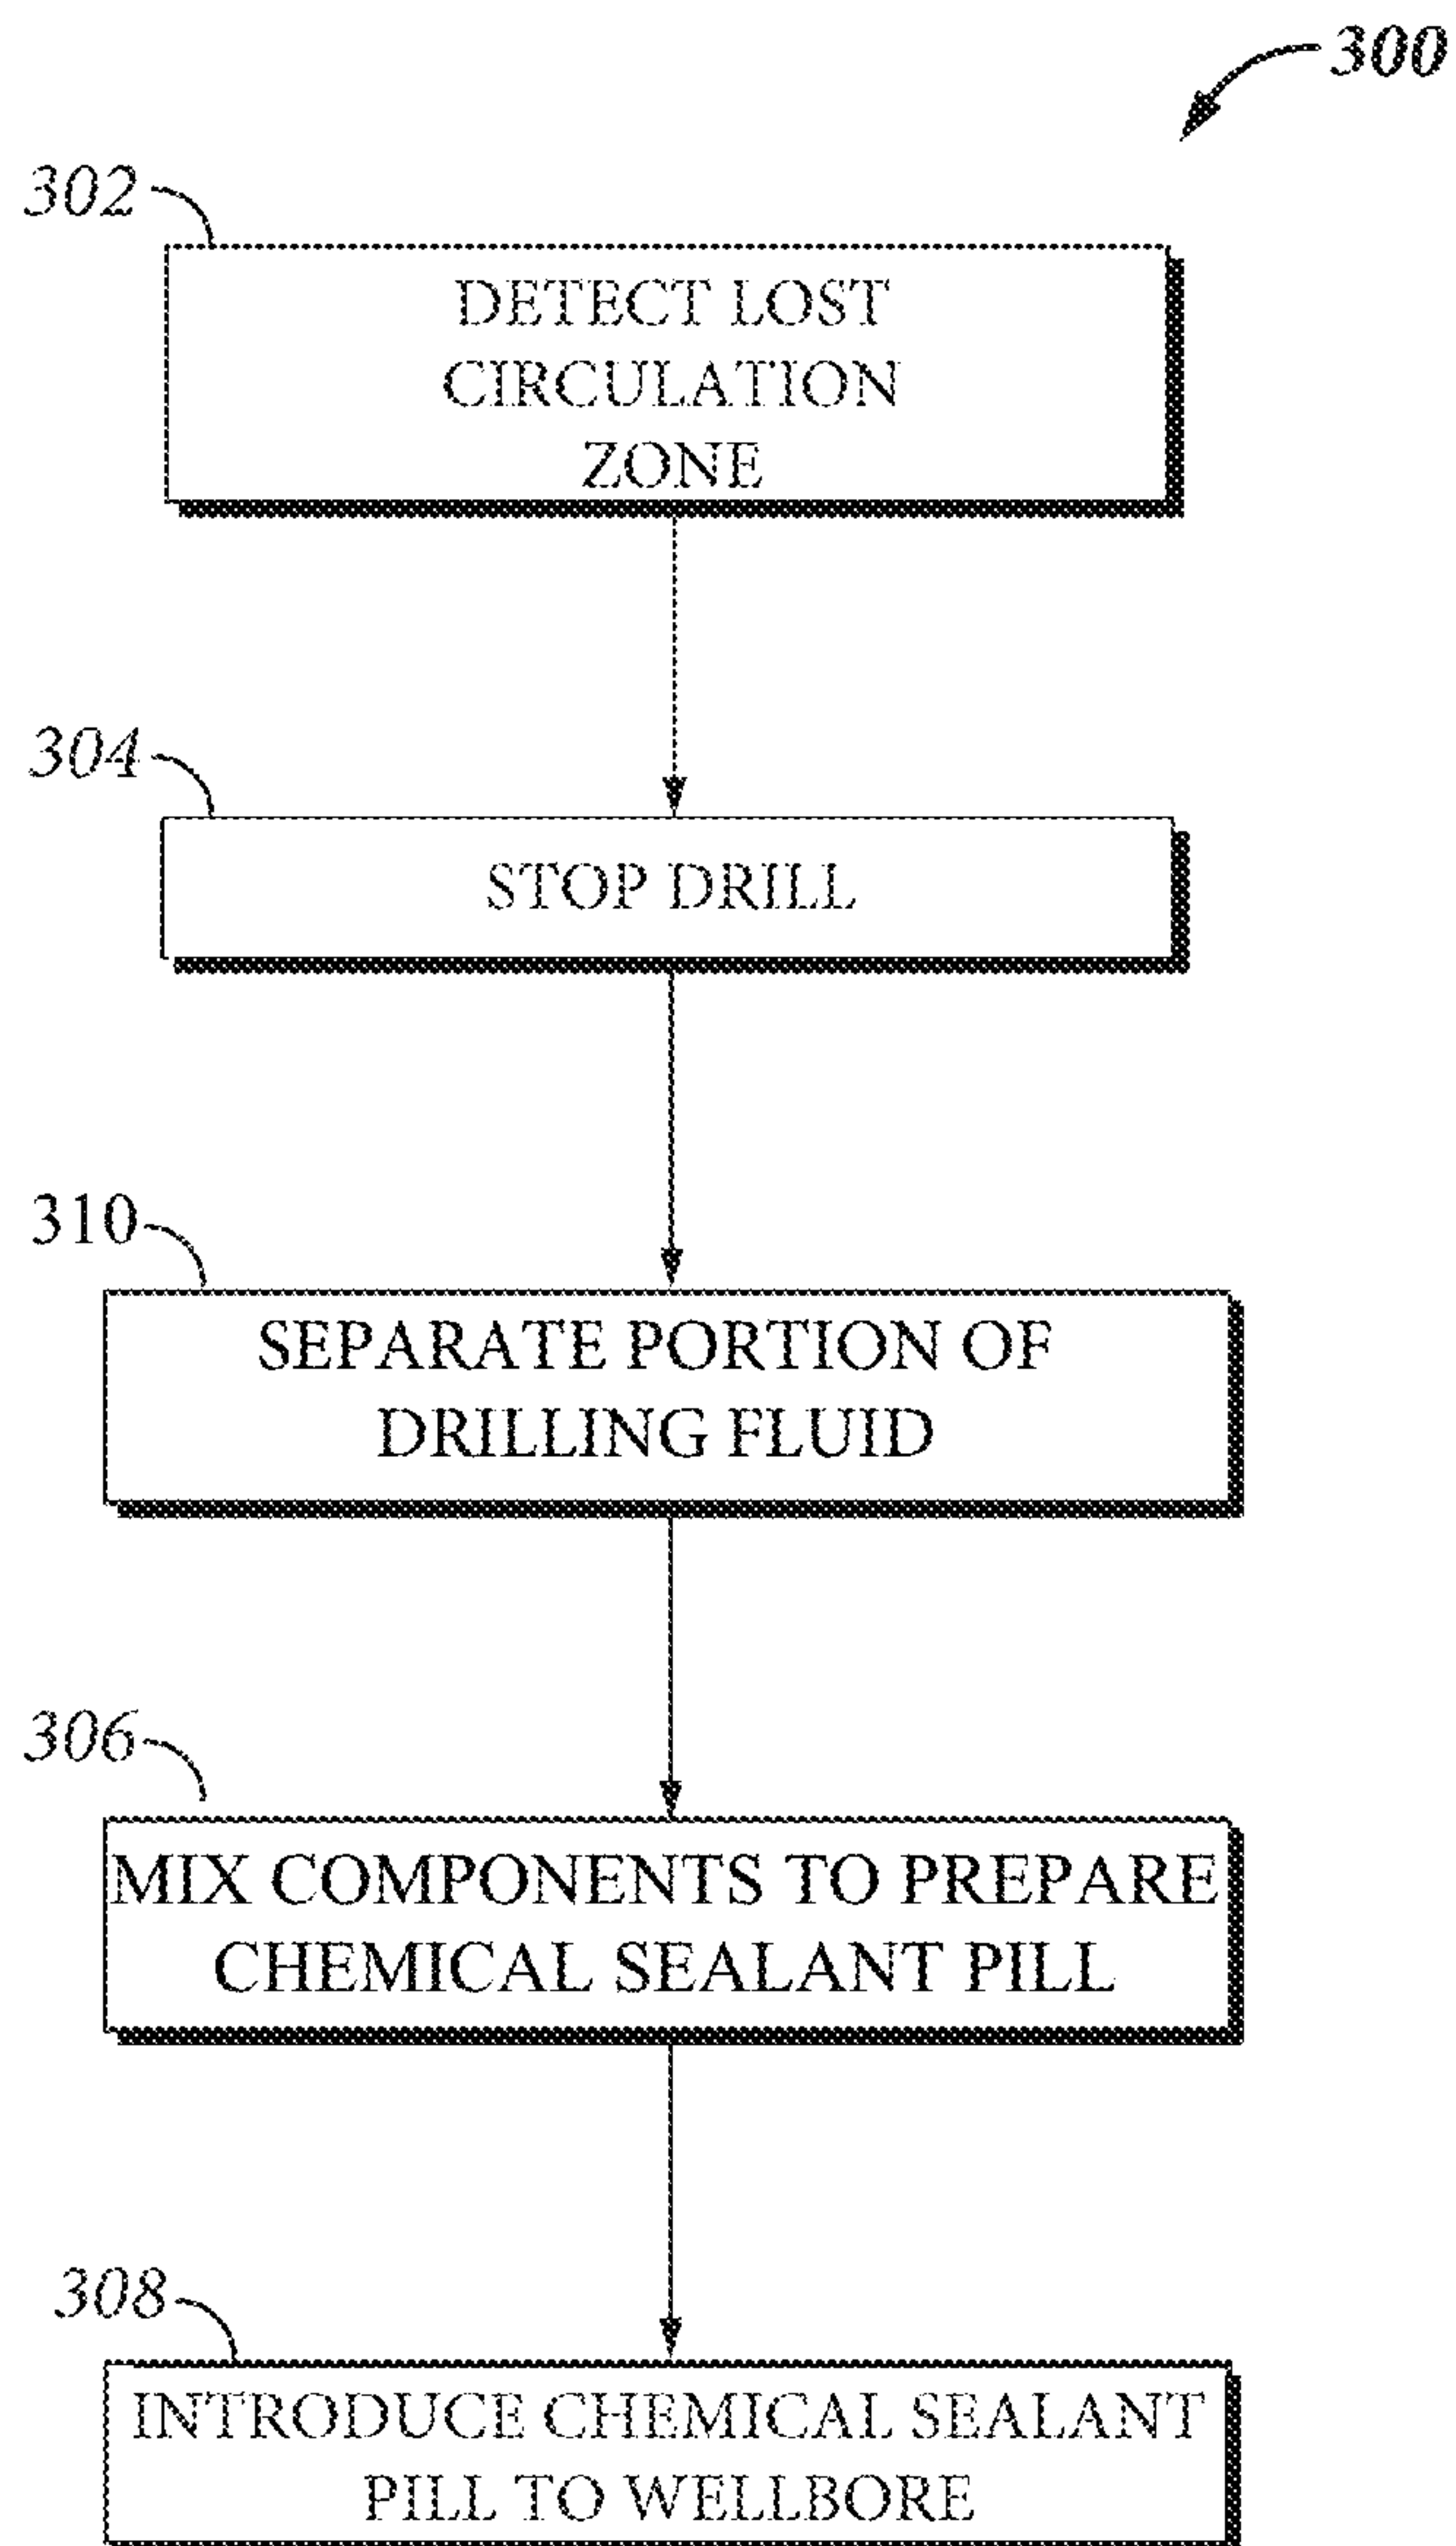 300
302
DETECT LOST
CIRCULATION
ZONE
304
STOP DRILL
310
SEPARATE PORTION OF
DRILLING FLUID
306
MIX COMPONENTS TO PREPARE
CHEMICAL SEALANT PILL
308
INTRODUCE CHEMICAL SEALANT
PILL TO WELLBORE